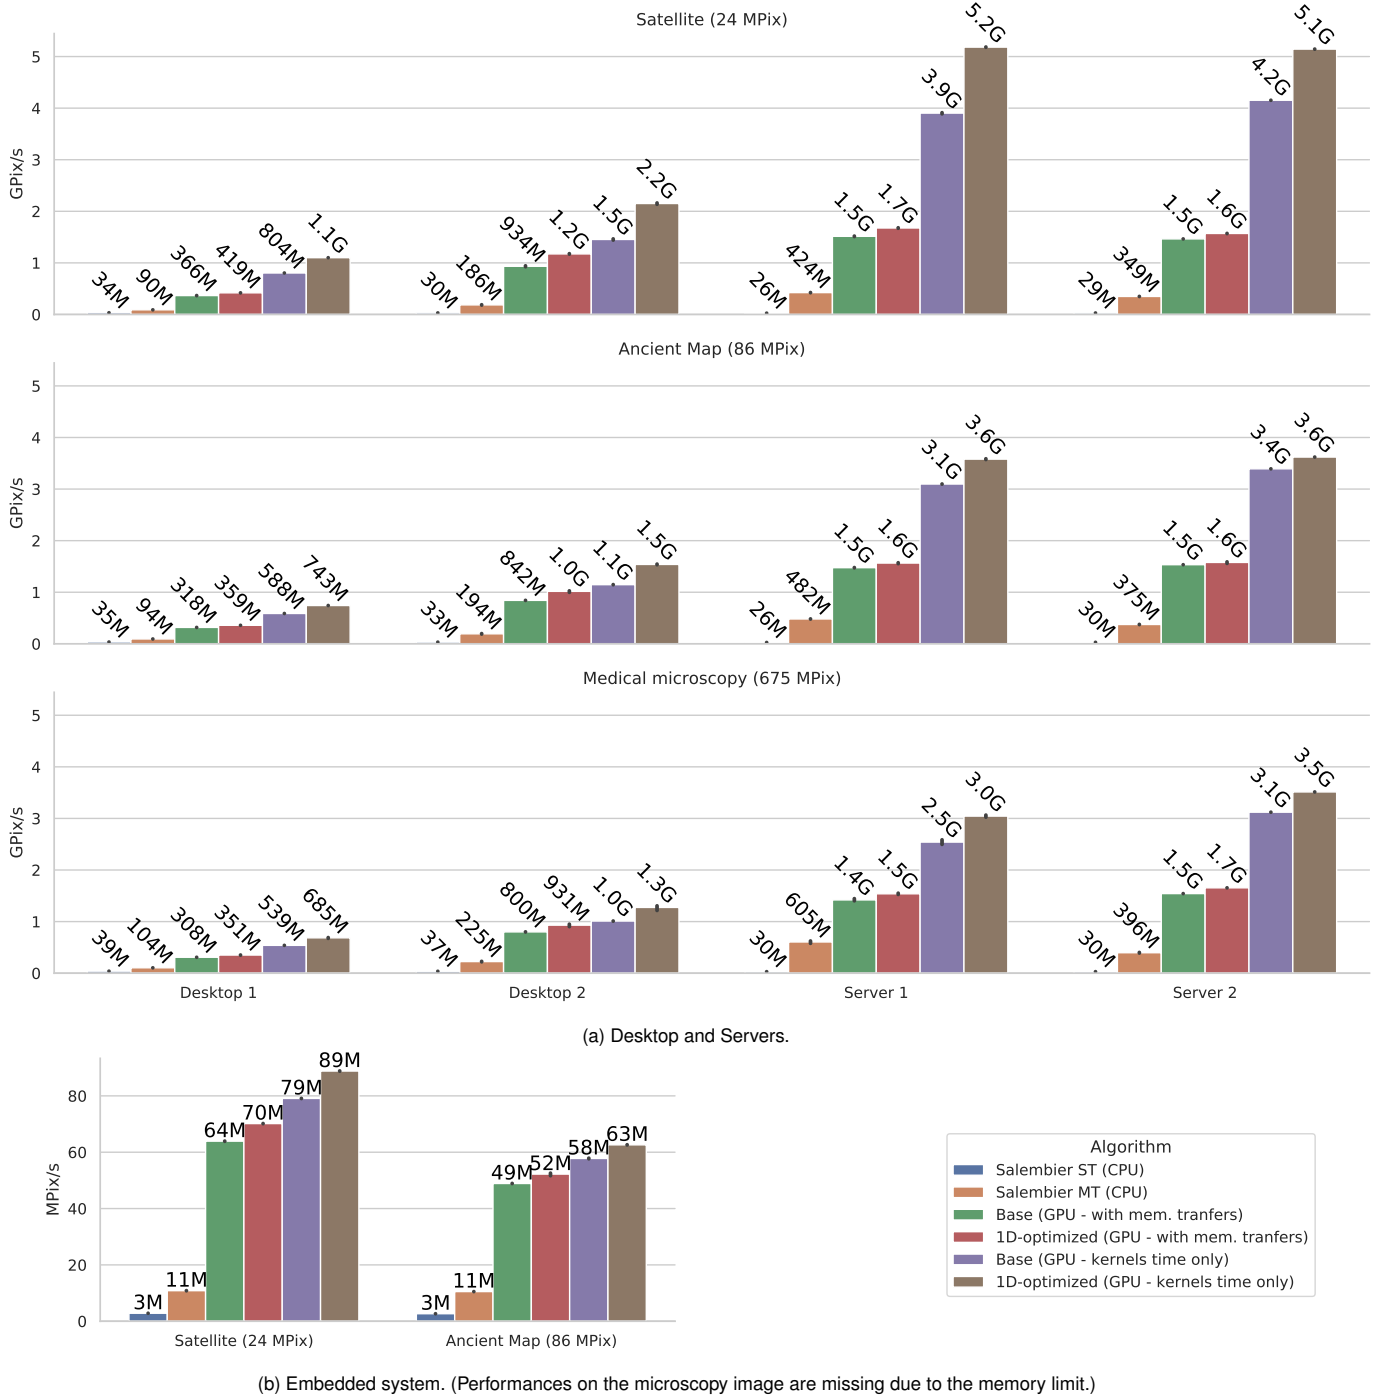 Satellite (24 MPix)
GPix/s
5
4
3
2
1
0
34M 90M 366M 419M 804M 1.1G
30M 186M 934M 1.2G 1.5G 2.2G
26M 424M 1.5G 1.7G 3.9G 5.2G
29M 349M 1.5G 1.6G 4.2G 5.1G
Ancient Map (86 MPix)
GPix/s
5
4
3
2
1
0
35M 94M 318M 359M 588M 743M
33M 194M 842M 1.0G 1.1G 1.5G
26M 482M 1.5G 1.6G 3.1G 3.6G
30M 375M 1.5G 1.6G 3.4G 3.6G
Medical microscopy (675 MPix)
GPix/s
5
4
3
2
1
0
39M 104M 308M 351M 539M 685M
37M 225M 800M 931M 1.0G 1.3G
30M 605M 1.4G 1.5G 2.5G 3.0G
30M 396M 1.5G 1.7G 3.1G 3.5G
Desktop 1 Desktop 2 Server 1 Server 2
(a) Desktop and Servers.
MPix/s
80
60
40
20
0
3M 11M 64M 70M 79M 89M
3M 11M 49M 52M 58M 63M
Satellite (24 MPix) Ancient Map (86 MPix)
Algorithm
Salembier ST (CPU)
Salembier MT (CPU)
Base (GPU - with mem. tranfers)
1D-optimized (GPU - with mem. tranfers)
Base (GPU - kernels time only)
1D-optimized (GPU - kernels time only)
(b) Embedded system. (Performances on the microscopy image are missing due to the memory limit.)